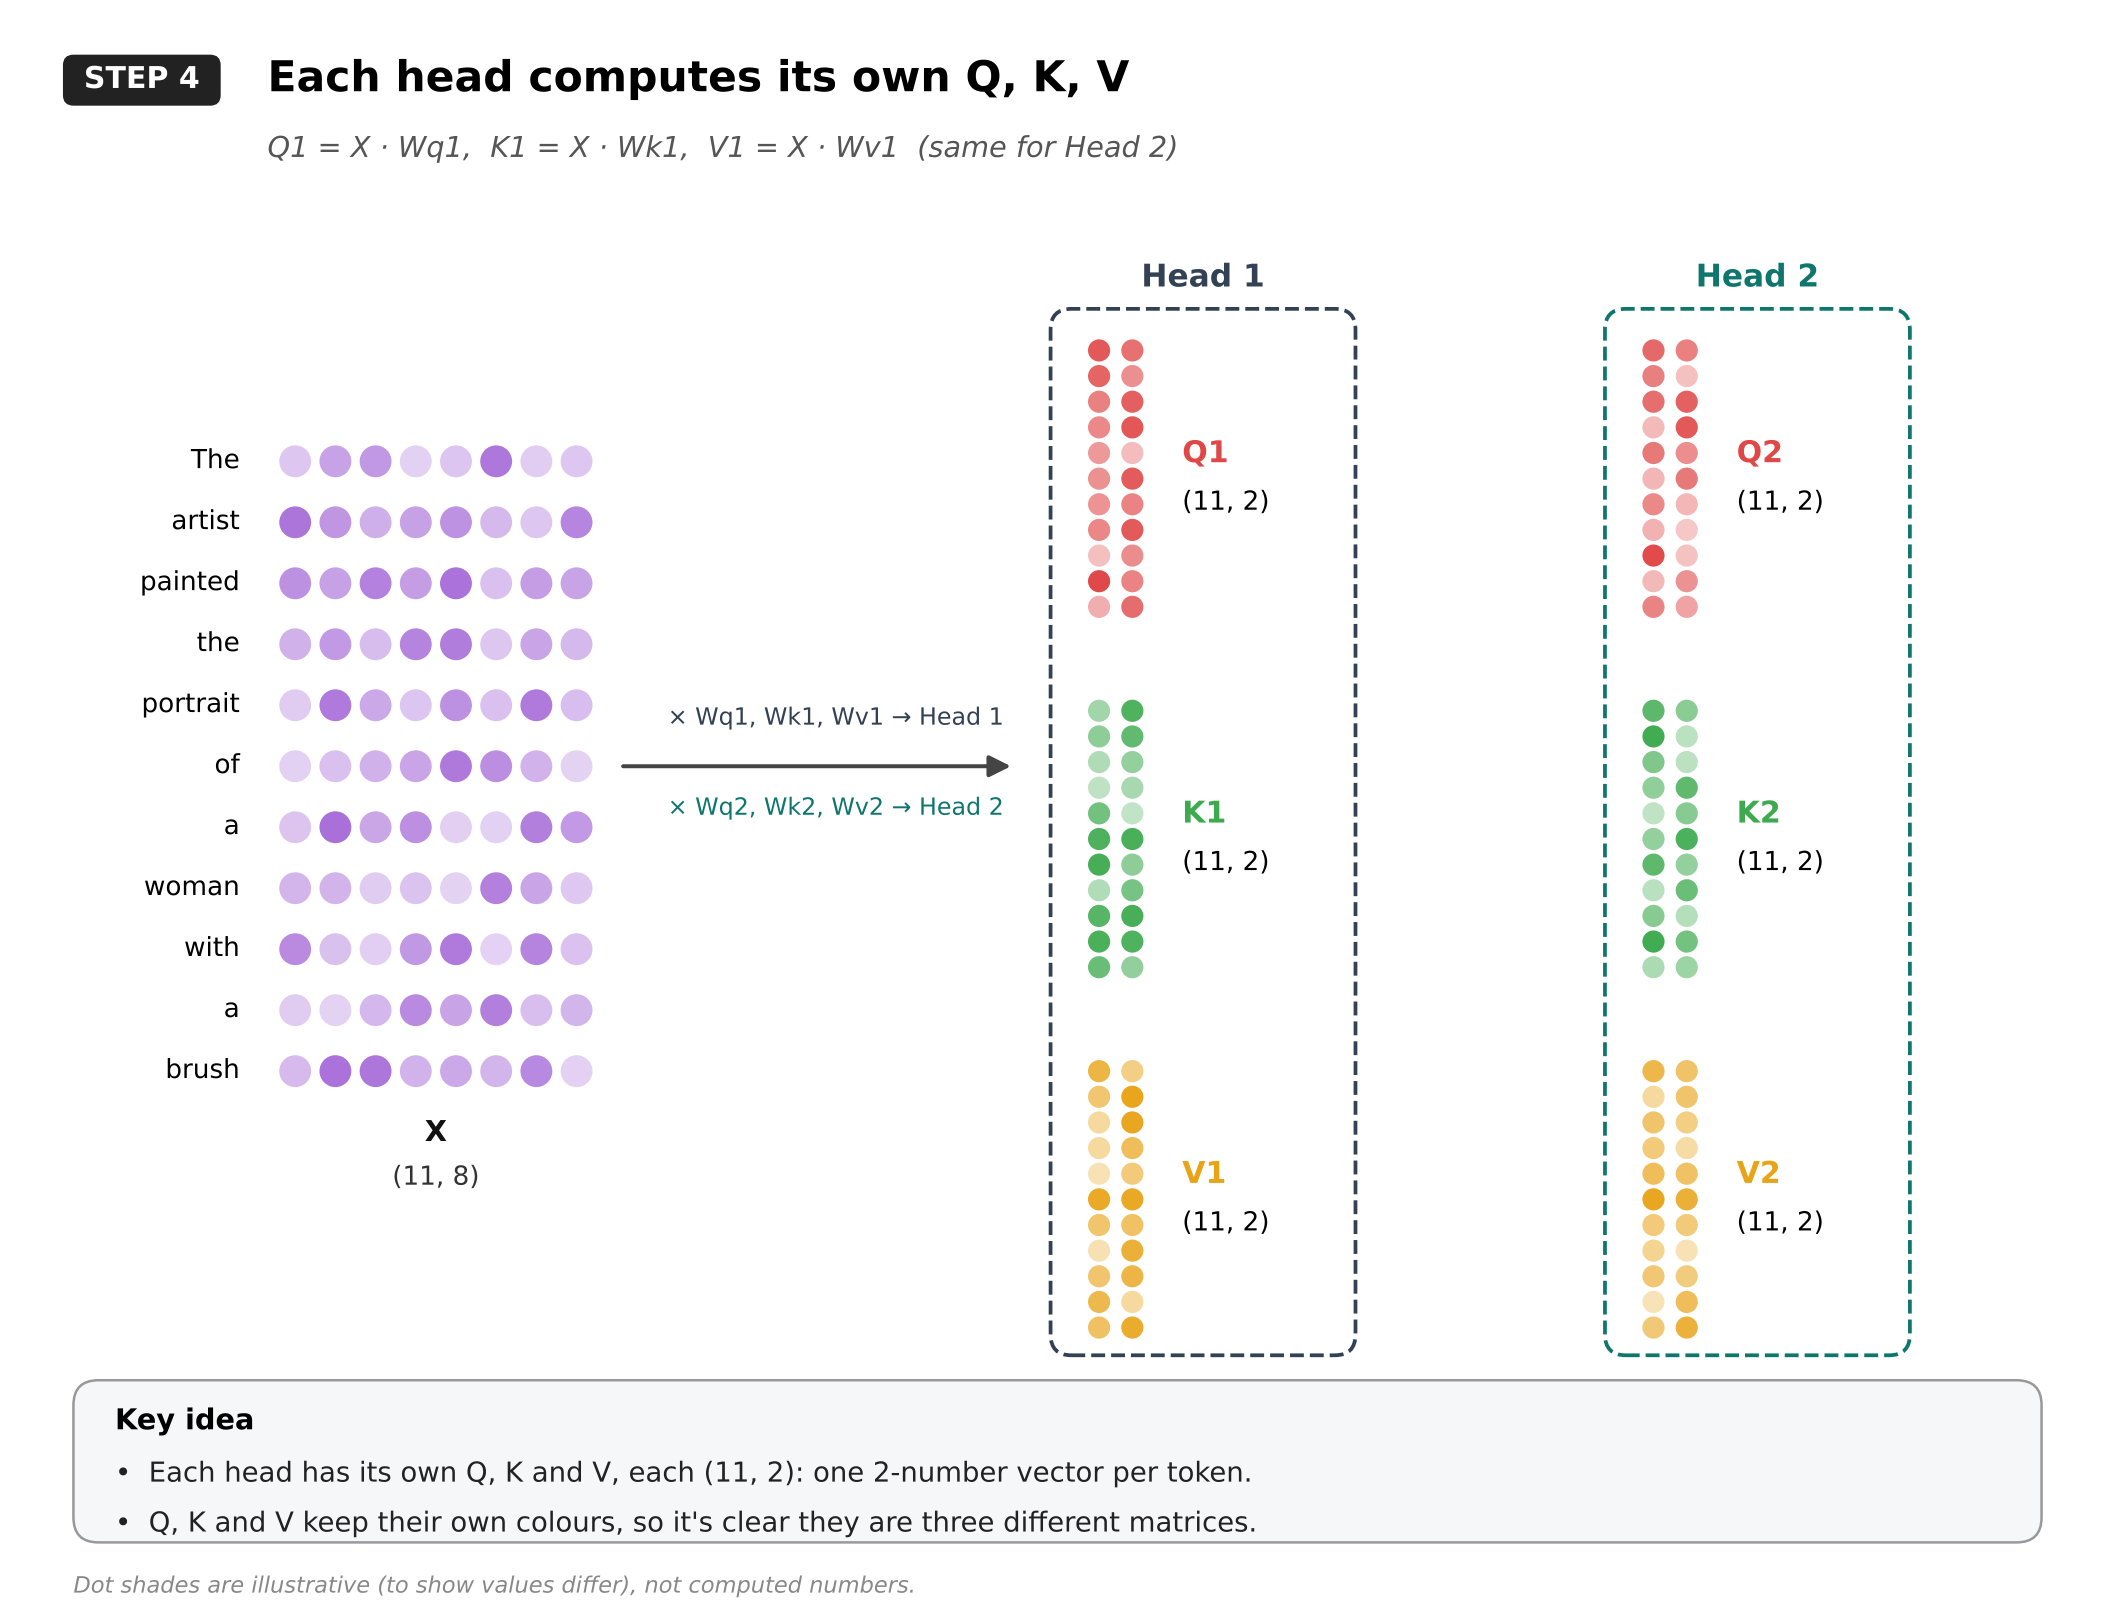 STEP 4
Each head computes its own Q, K, V
Q1 = X · Wq1,  K1 = X · Wk1,  V1 = X · Wv1  (same for Head 2)
Head 1
Head 2
The
artist
painted
the
portrait
of
a
woman
with
a
brush
X
(11, 8)
× Wq1, Wk1, Wv1 → Head 1
× Wq2, Wk2, Wv2 → Head 2
Q1
(11, 2)
K1
(11, 2)
V1
(11, 2)
Q2
(11, 2)
K2
(11, 2)
V2
(11, 2)
Key idea
• Each head has its own Q, K and V, each (11, 2): one 2-number vector per token.
• Q, K and V keep their own colours, so it's clear they are three different matrices.
Dot shades are illustrative (to show values differ), not computed numbers.